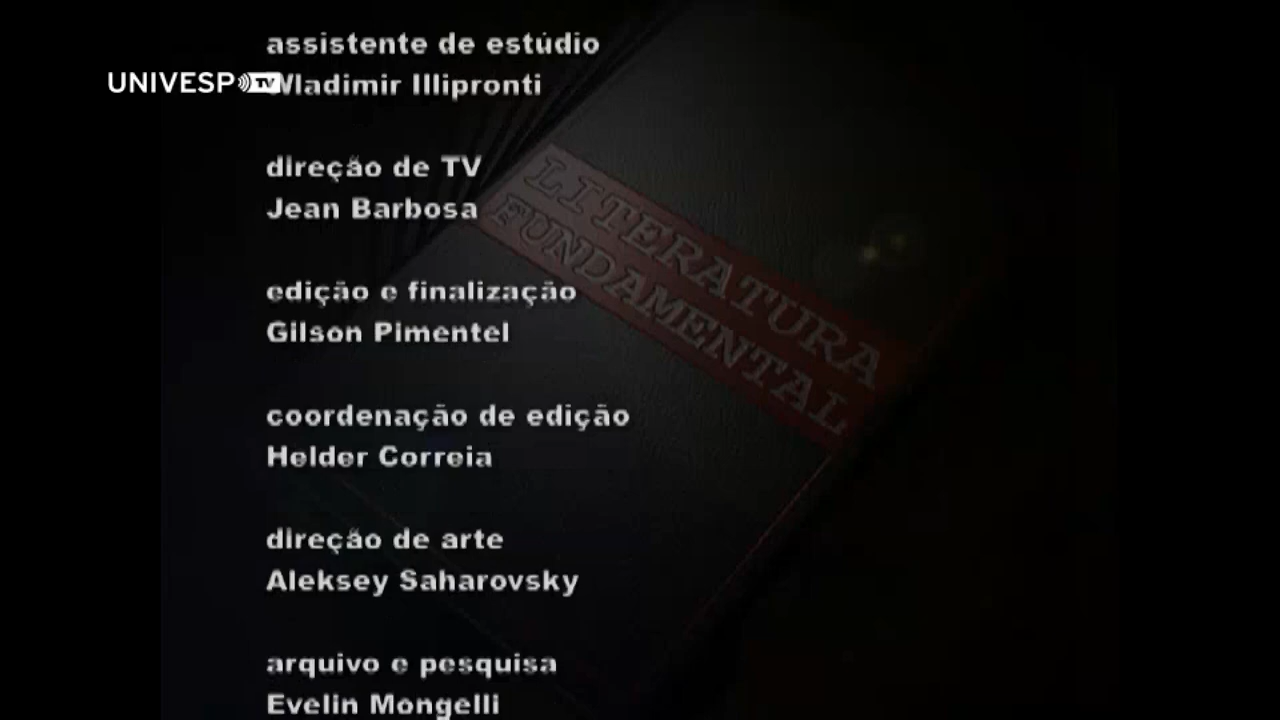 assistente de estúdio
UNIVESP TV
Wladimir Illipronti
direção de TV
Jean Barbosa
LITERATURA
FUNDAMENTAL
edição e finalização
Gilson Pimentel
coordenação de edição
Helder Correia
direção de arte
Aleksey Saharovsky
arquivo e pesquisa
Evelin Mongelli